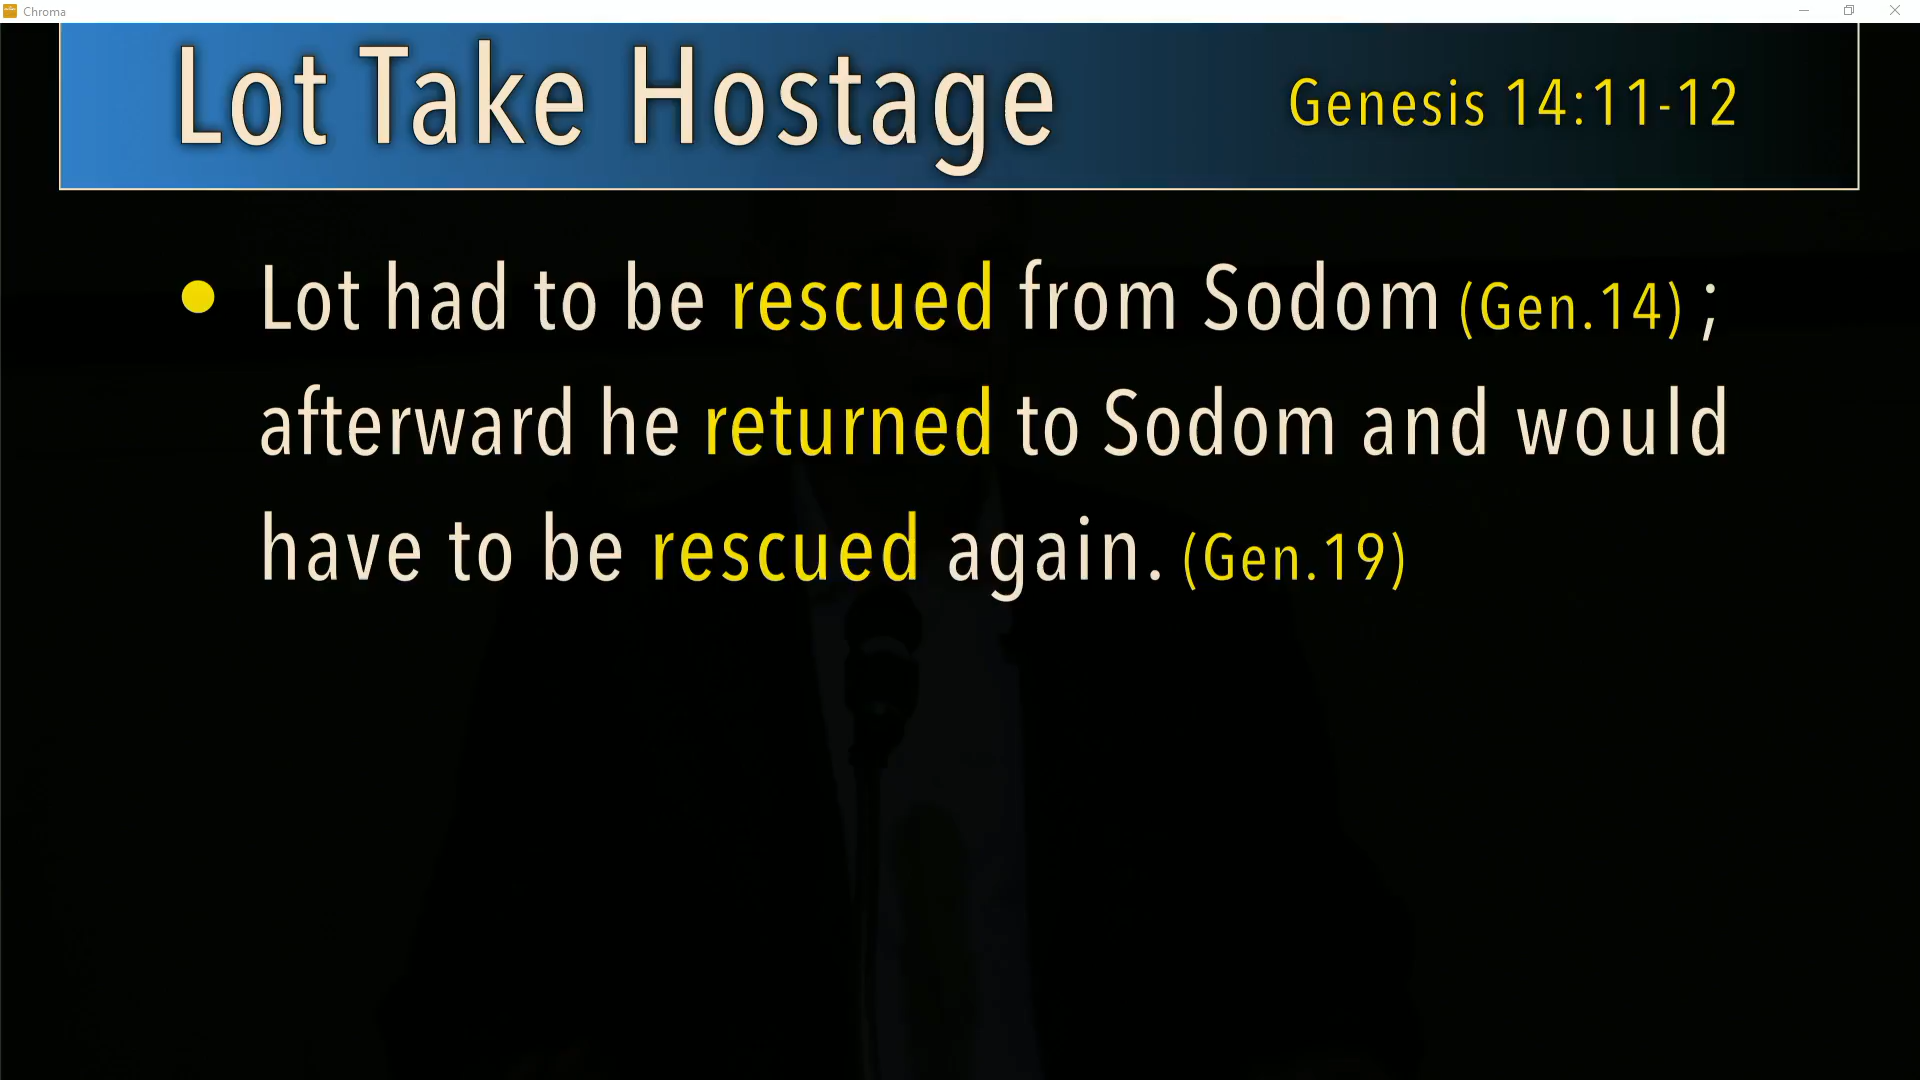 Chroma
Lot Take Hostage
Genesis 14:11-12
• Lot had to be rescued from Sodom (Gen.14) ;
afterward he returned to Sodom and would
have to be rescued again. (Gen.19)